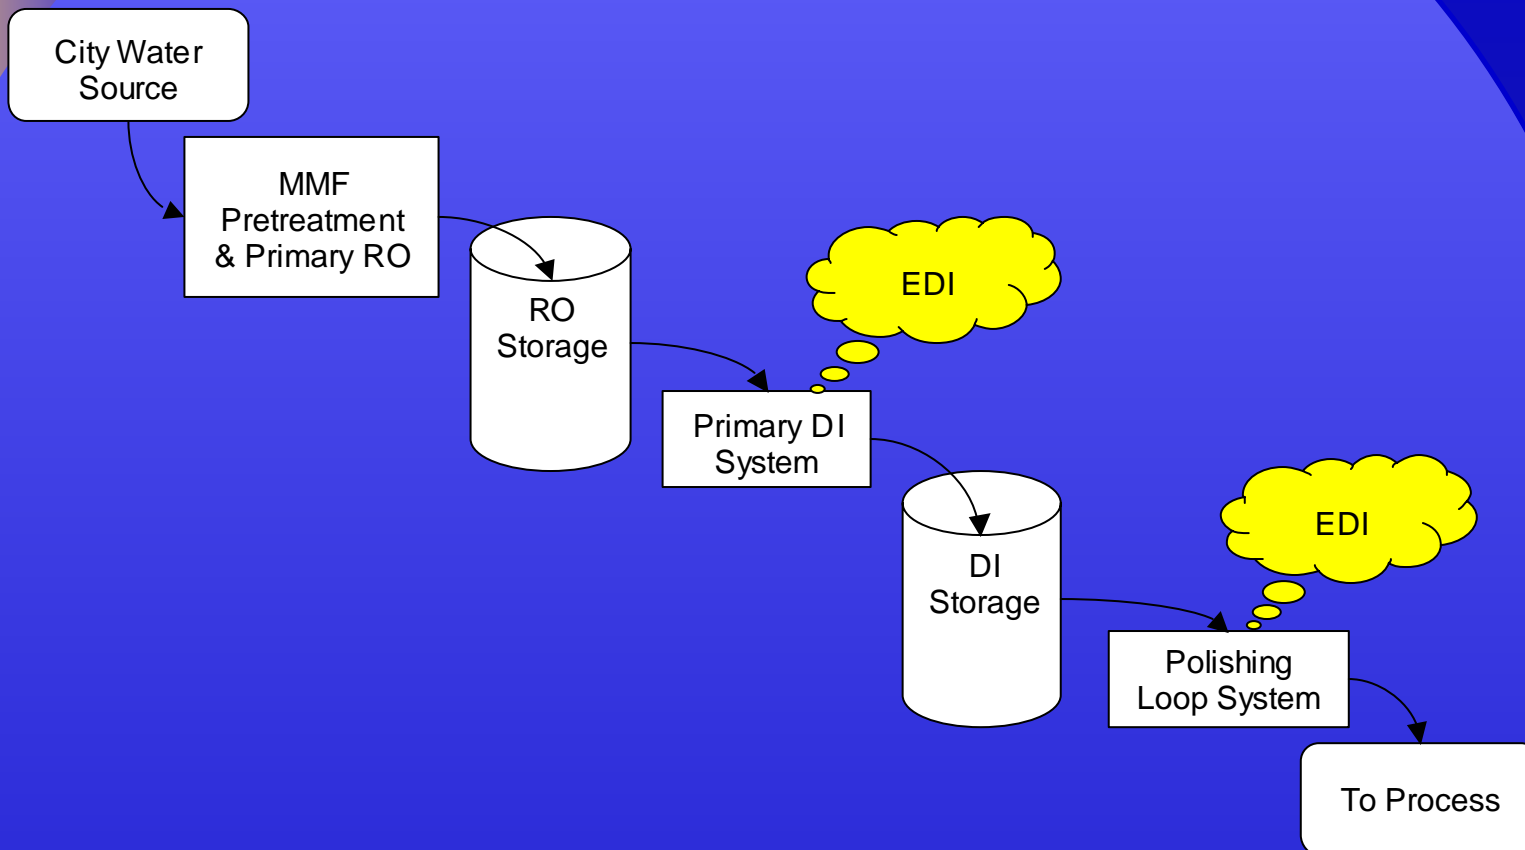 City Water
Source
MMF
Pretreatment
& Primary RO
RO
Storage
EDI
Primary DI
System
DI
Storage
EDI
Polishing
Loop System
To Process